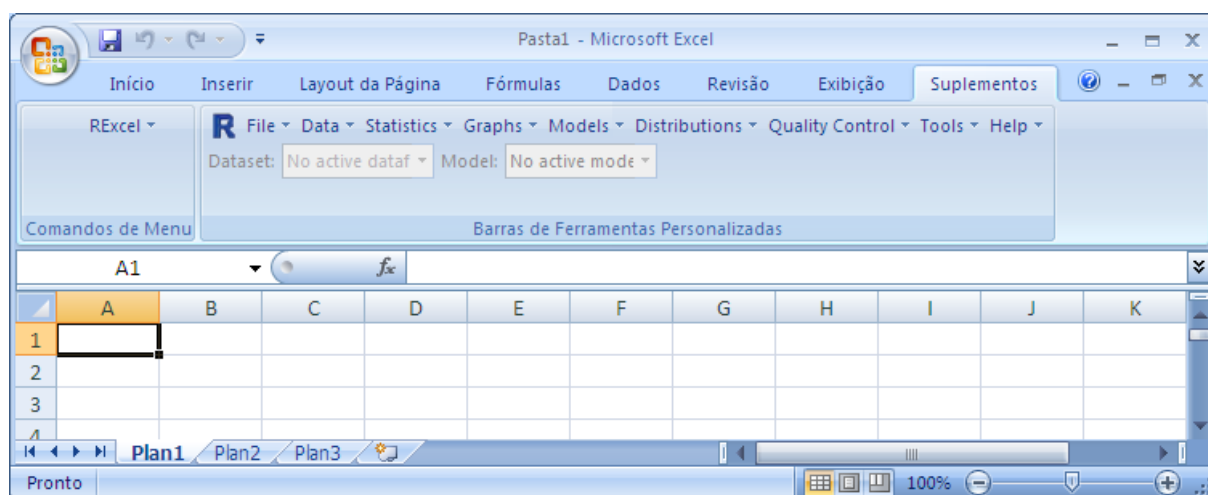 Pasta1 - Microsoft Excel
Início Inserir Layout da Página Fórmulas Dados Revisão Exibição Suplementos
RExcel R File Data Statistics Graphs Models Distributions Quality Control Tools Help
Dataset: No active dataf Model: No active mode
Comandos de Menu Barras de Ferramentas Personalizadas
A1 fx
A B C D E F G H I J K
1
2
3
4
Plan1 Plan2 Plan3
Pronto 100%